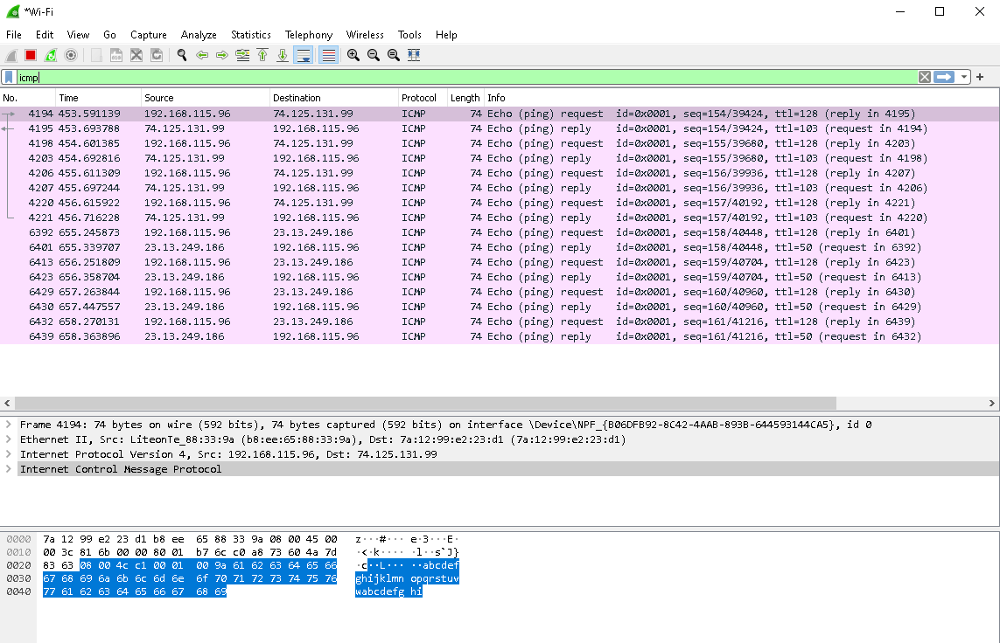 *Wi-Fi
File Edit View Go Capture Analyze Statistics Telephony Wireless Tools Help
icmp
No. Time Source Destination Protocol Length Info
4194 453.591139 192.168.115.96 74.125.131.99 ICMP 74 Echo (ping) request id=0x0001, seq=154/39424, ttl=128 (reply in 4195)
4195 453.693788 74.125.131.99 192.168.115.96 ICMP 74 Echo (ping) reply id=0x0001, seq=154/39424, ttl=103 (request in 4194)
4198 454.601385 192.168.115.96 74.125.131.99 ICMP 74 Echo (ping) request id=0x0001, seq=155/39680, ttl=128 (reply in 4203)
4203 454.692816 74.125.131.99 192.168.115.96 ICMP 74 Echo (ping) reply id=0x0001, seq=155/39680, ttl=103 (request in 4198)
4206 455.611309 192.168.115.96 74.125.131.99 ICMP 74 Echo (ping) request id=0x0001, seq=156/39936, ttl=128 (reply in 4207)
4207 455.697244 74.125.131.99 192.168.115.96 ICMP 74 Echo (ping) reply id=0x0001, seq=156/39936, ttl=103 (request in 4206)
4220 456.615922 192.168.115.96 74.125.131.99 ICMP 74 Echo (ping) request id=0x0001, seq=157/40192, ttl=128 (reply in 4221)
4221 456.716228 74.125.131.99 192.168.115.96 ICMP 74 Echo (ping) reply id=0x0001, seq=157/40192, ttl=103 (request in 4220)
6392 655.245873 192.168.115.96 23.13.249.186 ICMP 74 Echo (ping) request id=0x0001, seq=158/40448, ttl=128 (reply in 6401)
6401 655.339707 23.13.249.186 192.168.115.96 ICMP 74 Echo (ping) reply id=0x0001, seq=158/40448, ttl=50 (request in 6392)
6413 656.251809 192.168.115.96 23.13.249.186 ICMP 74 Echo (ping) request id=0x0001, seq=159/40704, ttl=128 (reply in 6423)
6423 656.358704 23.13.249.186 192.168.115.96 ICMP 74 Echo (ping) reply id=0x0001, seq=159/40704, ttl=50 (request in 6413)
6429 657.263844 192.168.115.96 23.13.249.186 ICMP 74 Echo (ping) request id=0x0001, seq=160/40960, ttl=128 (reply in 6430)
6430 657.447557 23.13.249.186 192.168.115.96 ICMP 74 Echo (ping) reply id=0x0001, seq=160/40960, ttl=50 (request in 6429)
6432 658.270131 192.168.115.96 23.13.249.186 ICMP 74 Echo (ping) request id=0x0001, seq=161/41216, ttl=128 (reply in 6439)
6439 658.363896 23.13.249.186 192.168.115.96 ICMP 74 Echo (ping) reply id=0x0001, seq=161/41216, ttl=50 (request in 6432)
Frame 4194: 74 bytes on wire (592 bits), 74 bytes captured (592 bits) on interface \Device\NPF_{B06DFB92-8C42-4AAB-893B-644593144CA5}, id 0
Ethernet II, Src: LiteonTe_88:33:9a (b8:ee:65:88:33:9a), Dst: 7a:12:99:e2:23:d1 (7a:12:99:e2:23:d1)
Internet Protocol Version 4, Src: 192.168.115.96, Dst: 74.125.131.99
Internet Control Message Protocol
0000 7a 12 99 e2 23 d1 b8 ee 65 88 33 9a 08 00 45 00 z···#··· e·3···E·
0010 00 3c 81 6b 00 00 80 01 b7 6c c0 a8 73 60 4a 7d ·<·k···· ·l··s`J}
0020 83 63 08 00 4c c1 00 01 00 9a 61 62 63 64 65 66 ·c··L··· ··abcdef
0030 67 68 69 6a 6b 6c 6d 6e 6f 70 71 72 73 74 75 76 ghijklmn opqrstuv
0040 77 61 62 63 64 65 66 67 68 69 wabcdefg hi